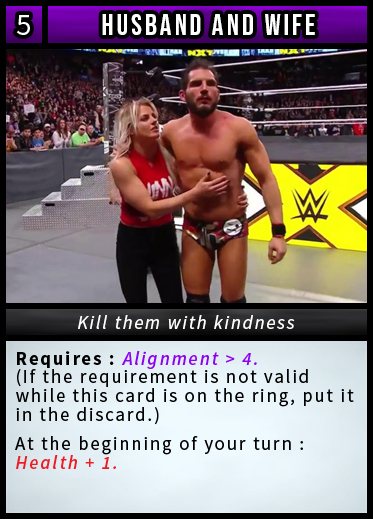 5 HUSBAND AND WIFE
NXT
W
Kill them with kindness
Requires : Alignment > 4.
(If the requirement is not valid
while this card is on the ring, put it
in the discard.)
At the beginning of your turn :
Health + 1.